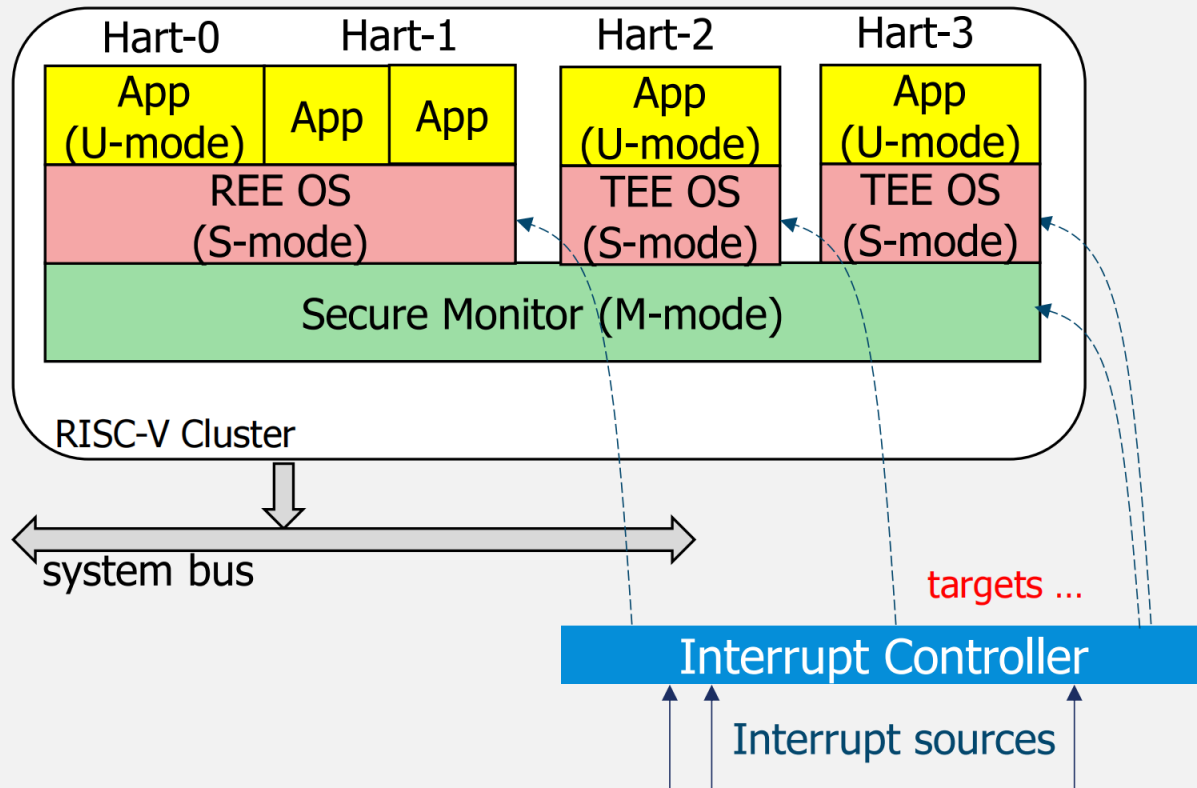 Hart-0
Hart-1
Hart-2
Hart-3
App
(U-mode)
App
App
App
(U-mode)
App
(U-mode)
REE OS
(S-mode)
TEE OS
(S-mode)
TEE OS
(S-mode)
Secure Monitor (M-mode)
RISC-V Cluster
system bus
targets ...
Interrupt Controller
Interrupt sources